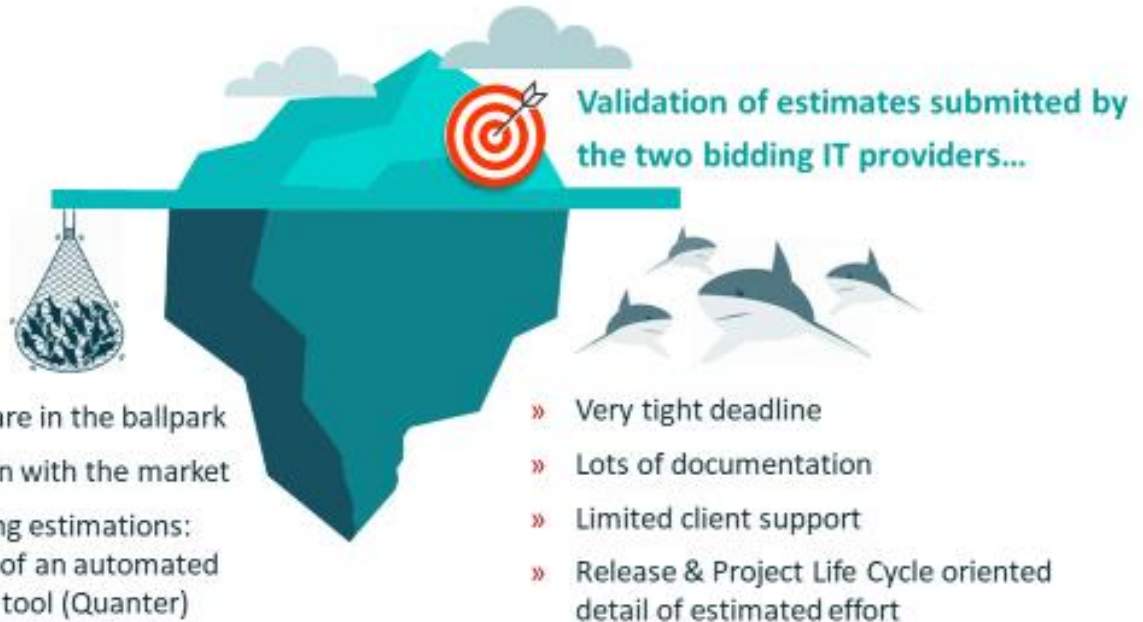 Validation of estimates submitted by
the two bidding IT providers…
are in the ballpark
with the market
estimations:
of an automated
tool (Quanter)
» Very tight deadline
» Lots of documentation
» Limited client support
» Release & Project Life Cycle oriented
detail of estimated effort